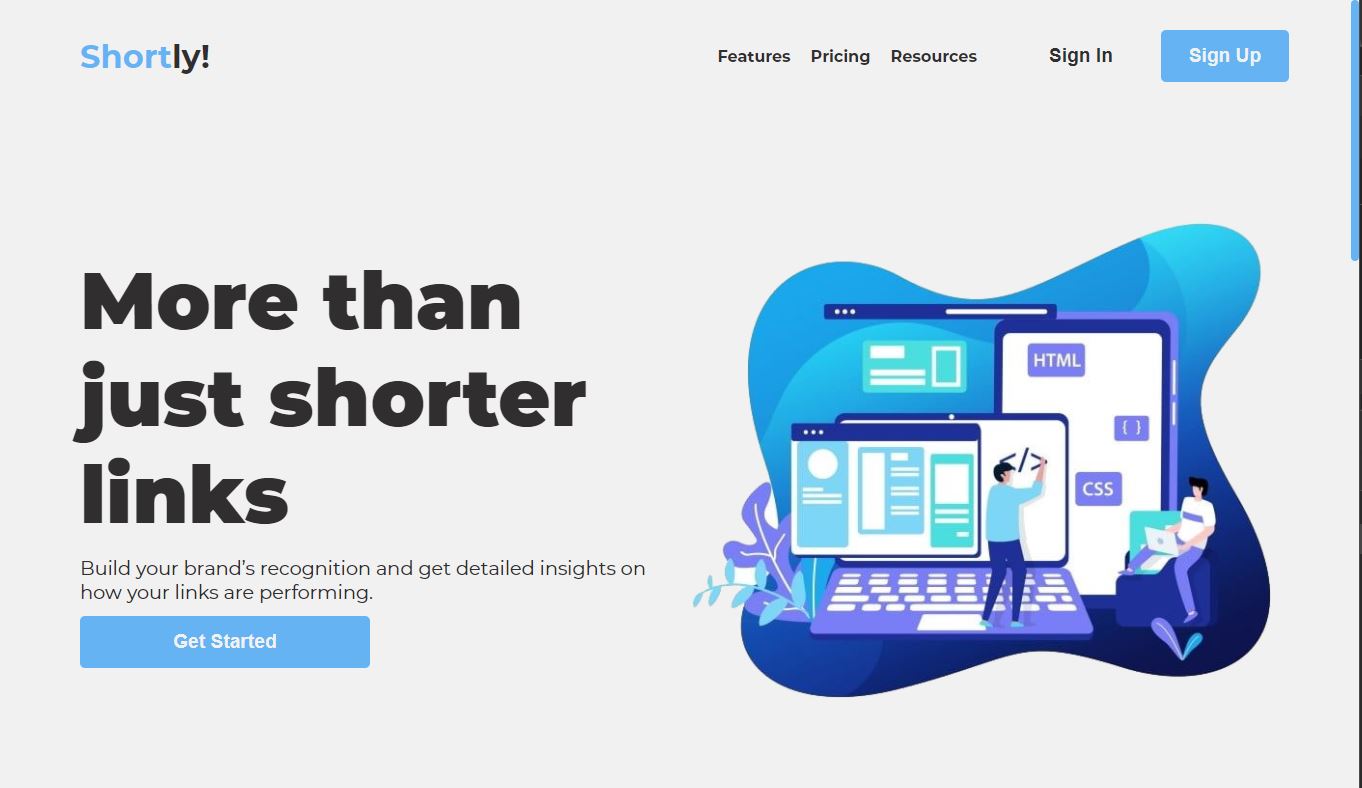 Shortly!
Features Pricing Resources Sign In Sign Up
More than
just shorter
links
Build your brand’s recognition and get detailed insights on
how your links are performing.
Get Started
HTML
{ }
</>
CSS